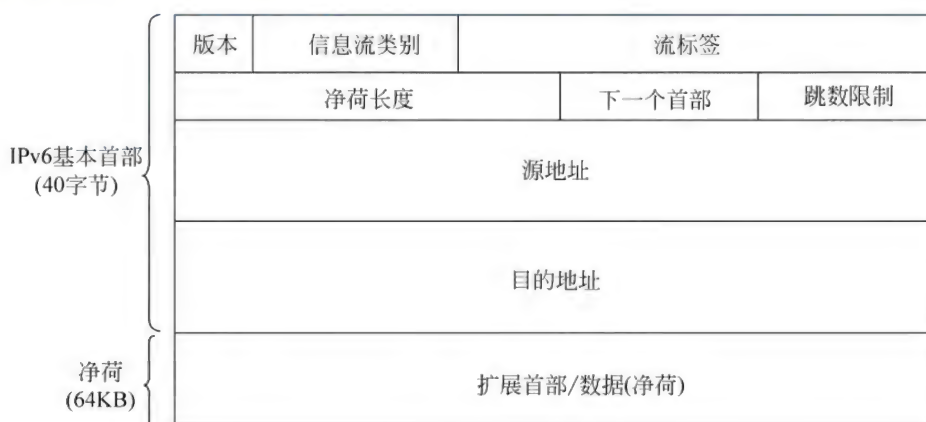 版本 信息流类别 流标签
净荷长度 下一个首部 跳数限制
IPv6基本首部
(40字节)
源地址
目的地址
净荷
(64KB)
扩展首部/数据(净荷)